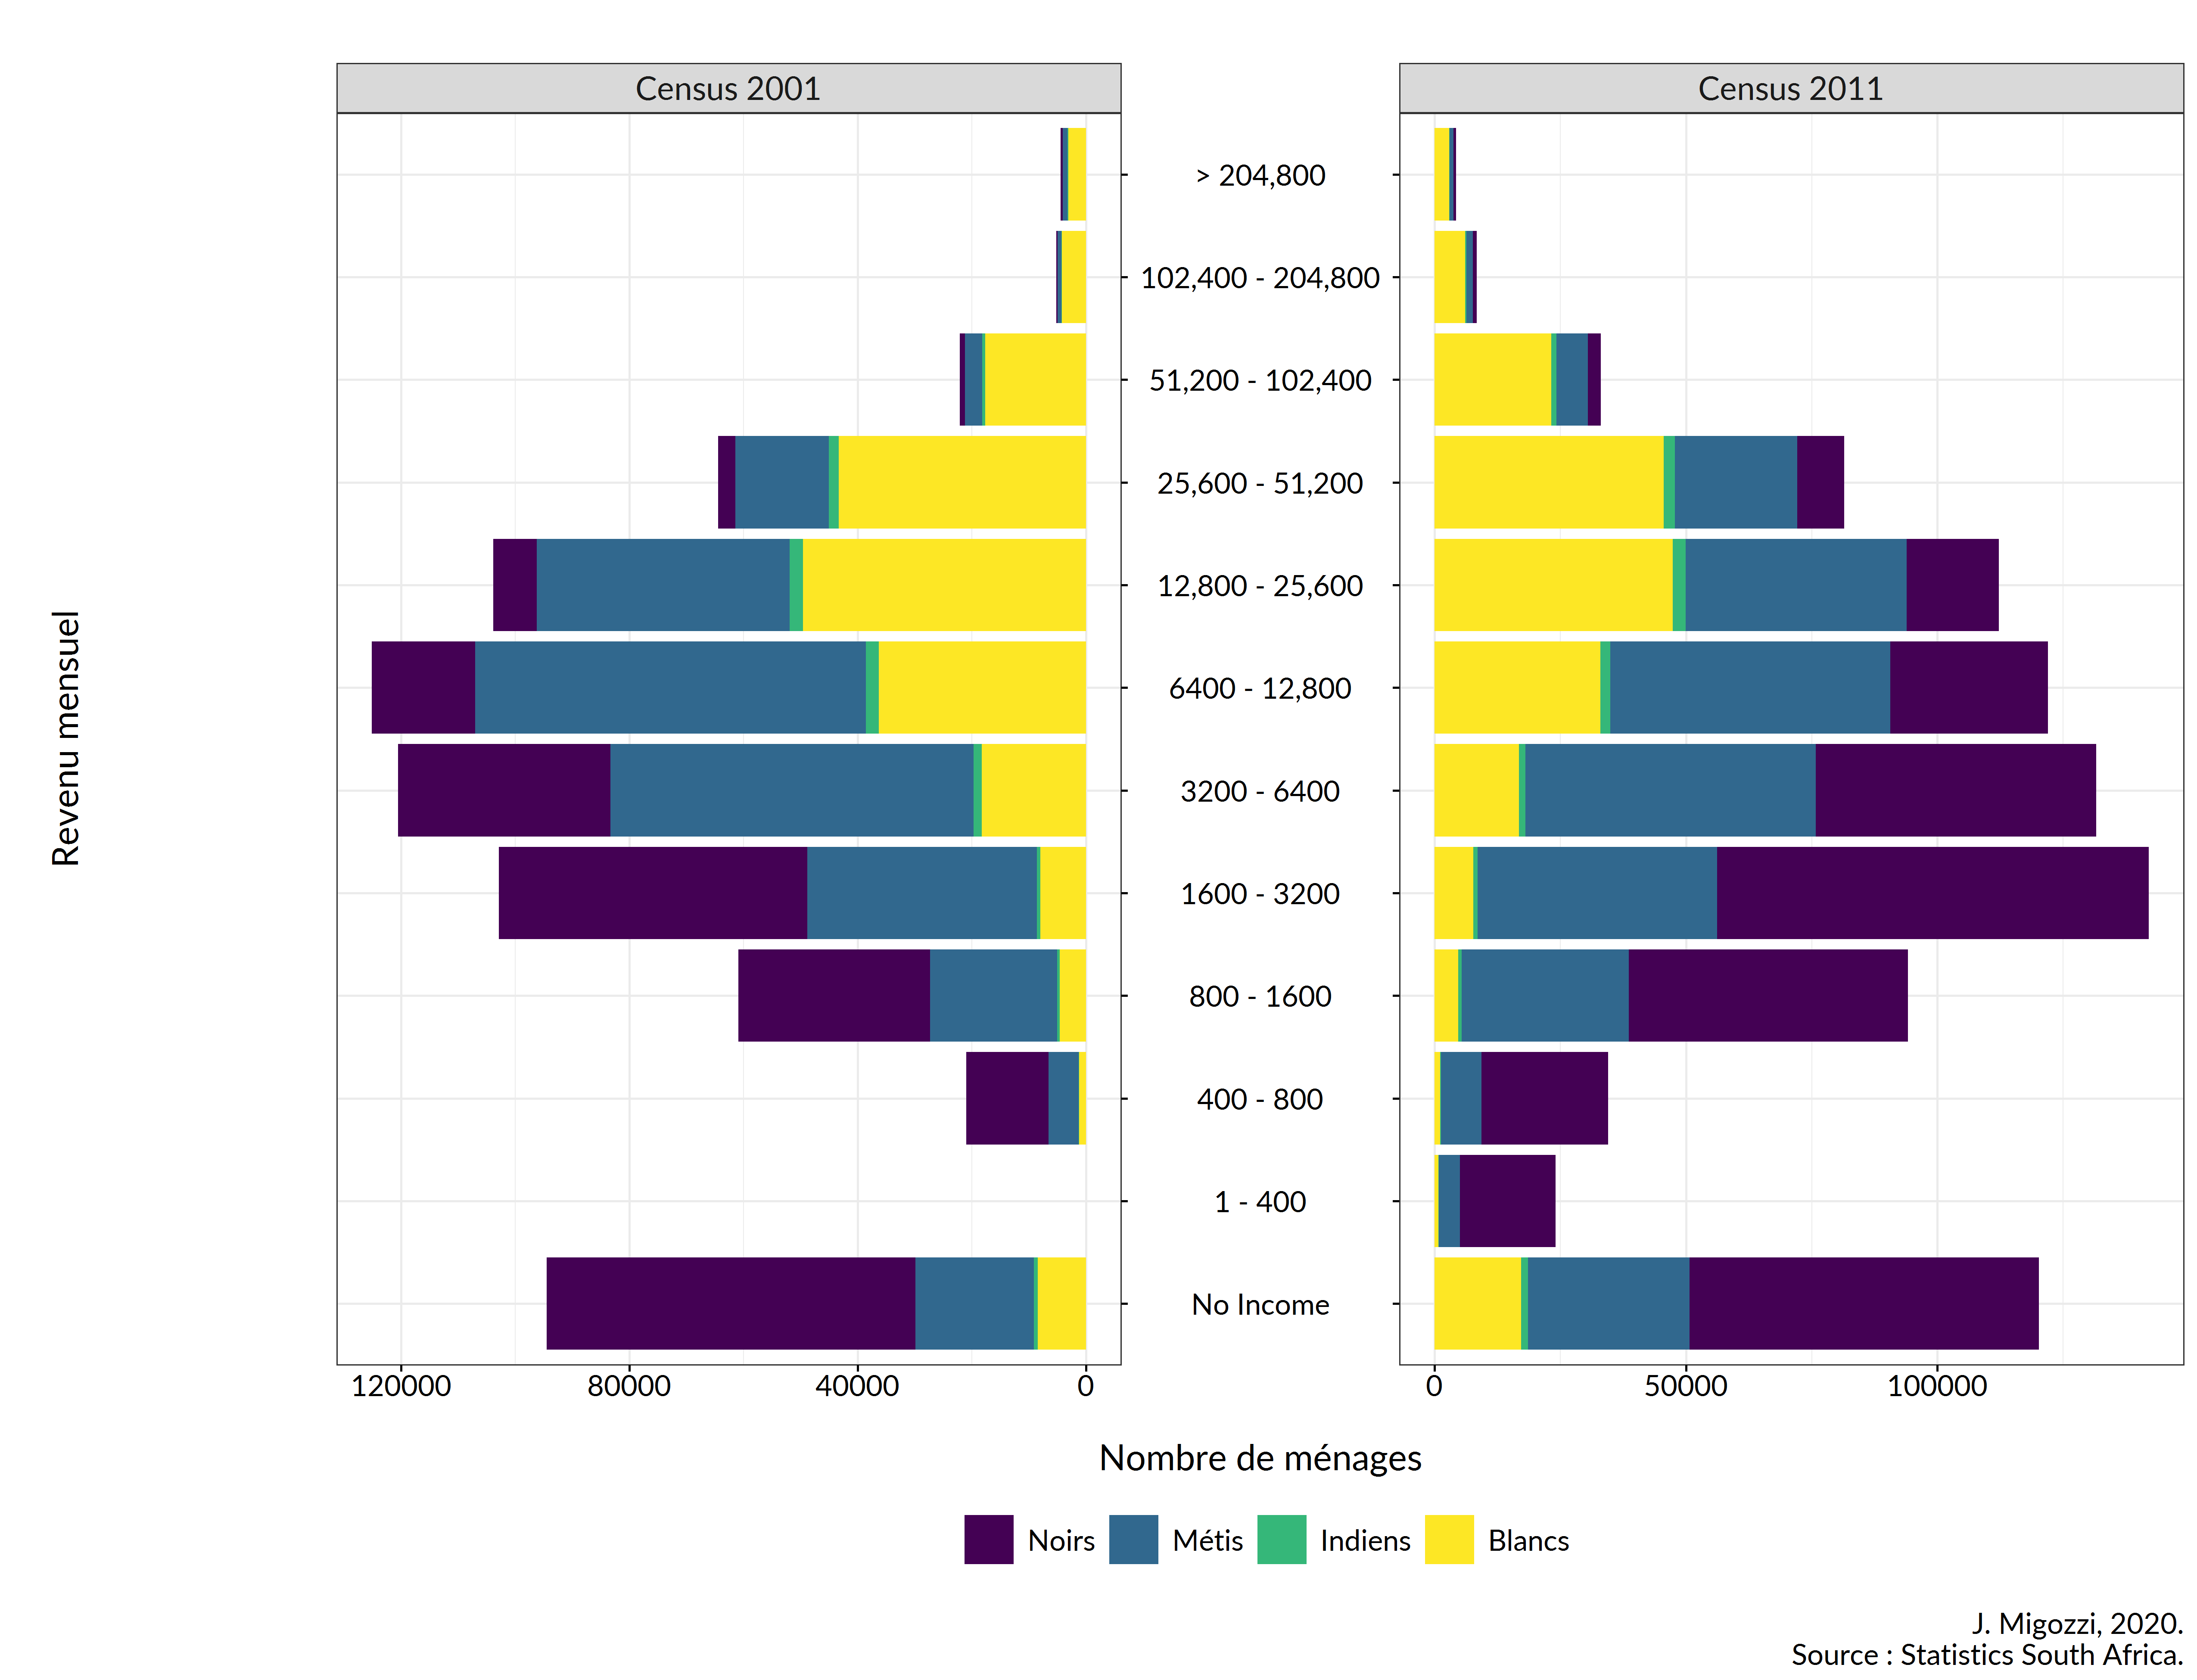 Census 2001
Census 2011
Revenu mensuel
> 204,800
102,400 - 204,800
51,200 - 102,400
25,600 - 51,200
12,800 - 25,600
6400 - 12,800
3200 - 6400
1600 - 3200
800 - 1600
400 - 800
1 - 400
No Income
120000 80000 40000 0
0 50000 100000
Nombre de ménages
Noirs Métis Indiens Blancs
J. Migozzi, 2020.
Source : Statistics South Africa.